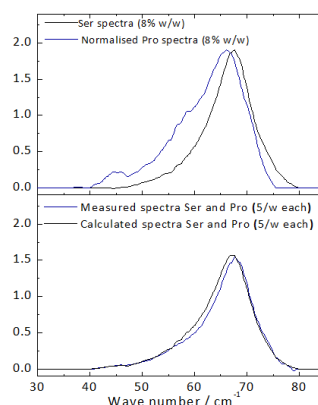 Ser spectra (8% w/w)
Normalised Pro spectra (8% w/w)
2.0
1.5
1.0
0.5
0.0
Measured spectra Ser and Pro (5/w each)
Calculated spectra Ser and Pro (5/w each)
1.5
1.0
0.5
0.0
30 40 50 60 70 80
Wave number / cm⁻¹